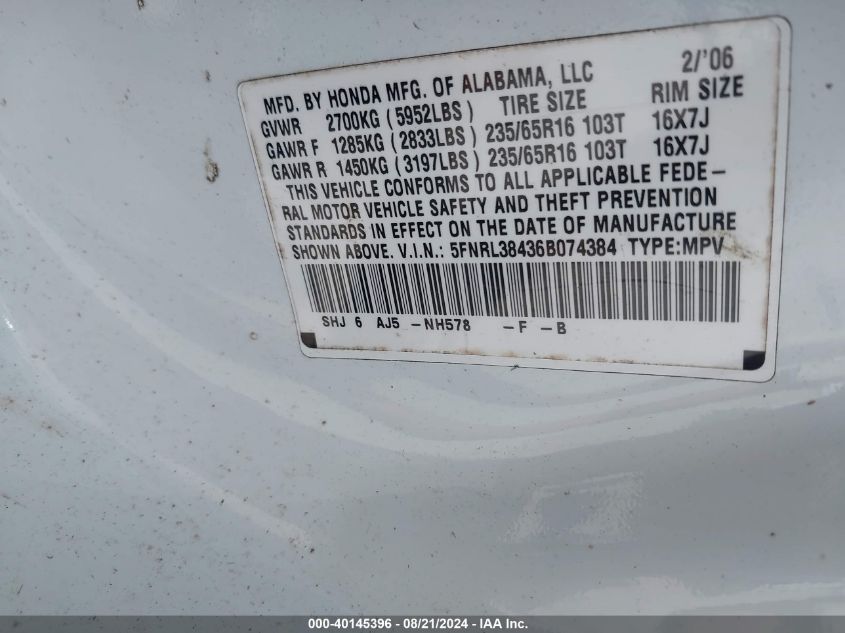 MFD. BY HONDA MFG. OF ALABAMA, LLC 2/'06
GVWR 2700KG (5952LBS) TIRE SIZE RIM SIZE
GAWR F 1285KG (2833LBS) 235/65R16 103T 16X7J
GAWR R 1450KG (3197LBS) 235/65R16 103T 16X7J
THIS VEHICLE CONFORMS TO ALL APPLICABLE FEDE-
RAL MOTOR VEHICLE SAFETY AND THEFT PREVENTION
STANDARDS IN EFFECT ON THE DATE OF MANUFACTURE
SHOWN ABOVE. V.I.N.: 5FNRL38436B074384 TYPE:MPV
SHJ 6 AJ5 -NH578 -F -B
000-40145396 - 08/21/2024 - IAA Inc.